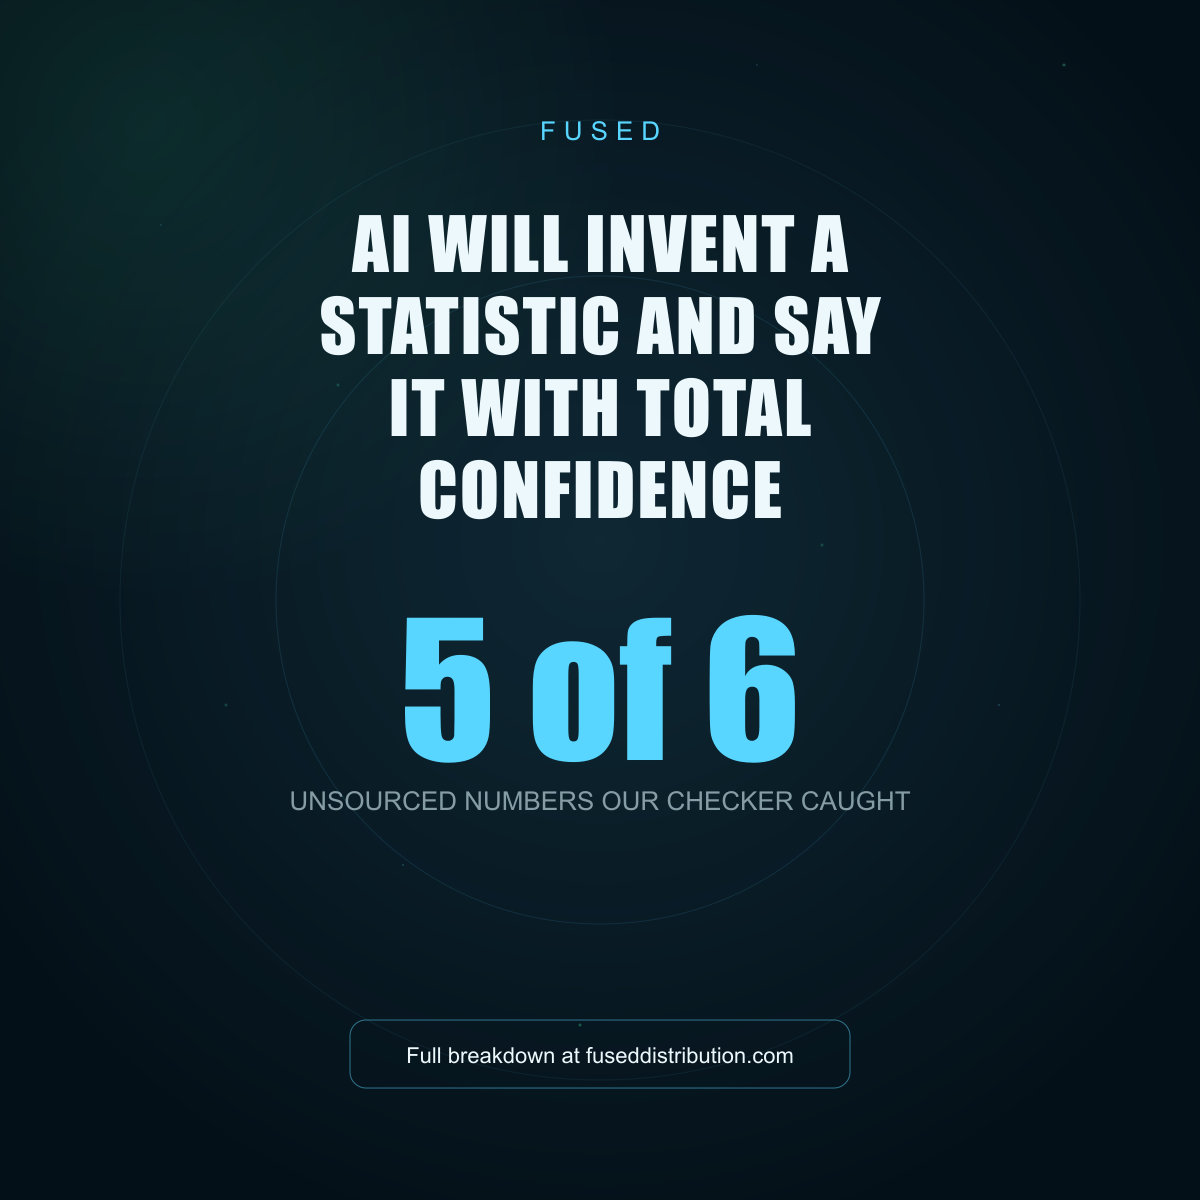 FUSED
AI WILL INVENT A
STATISTIC AND SAY
IT WITH TOTAL
CONFIDENCE
5 of 6
UNSOURCED NUMBERS OUR CHECKER CAUGHT
Full breakdown at fuseddistribution.com